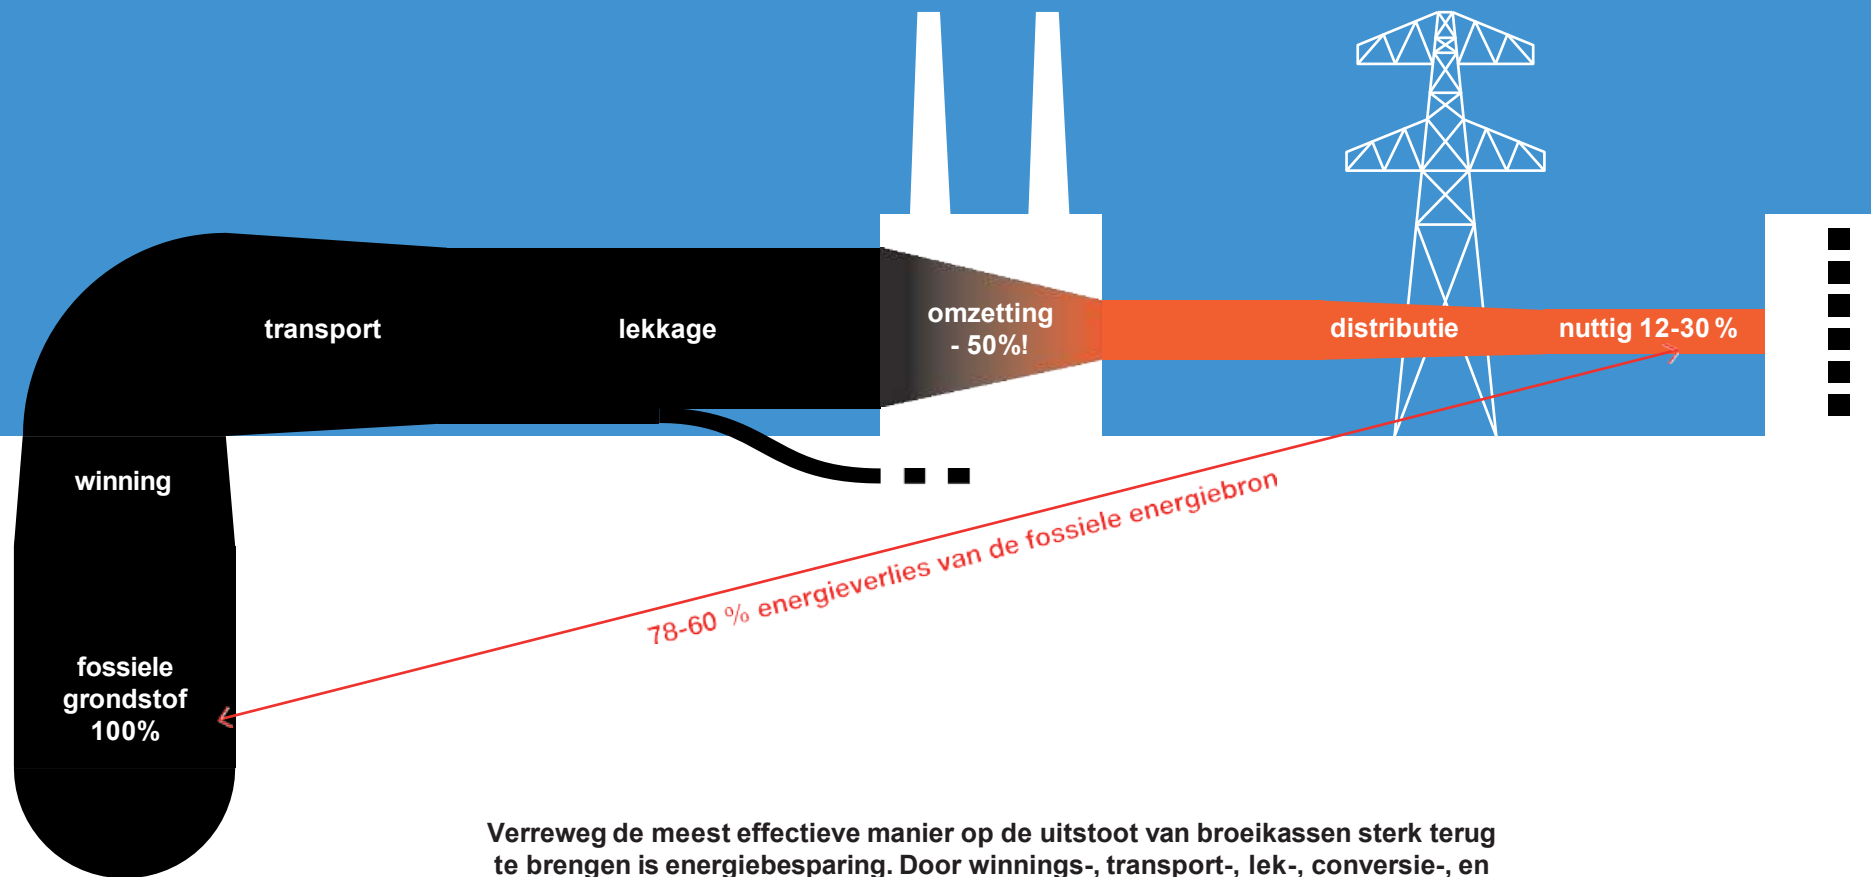 transport
lekkage
omzetting
- 50%!
distributie
nuttig 12-30 %
winning
78-60 % energieverlies van de fossiele energiebron
fossiele
grondstof
100%
Verreweg de meest effectieve manier op de uitstoot van broeikassen sterk terug
te brengen is energiebesparing. Door winnings-, transport-, lek-, conversie-, en